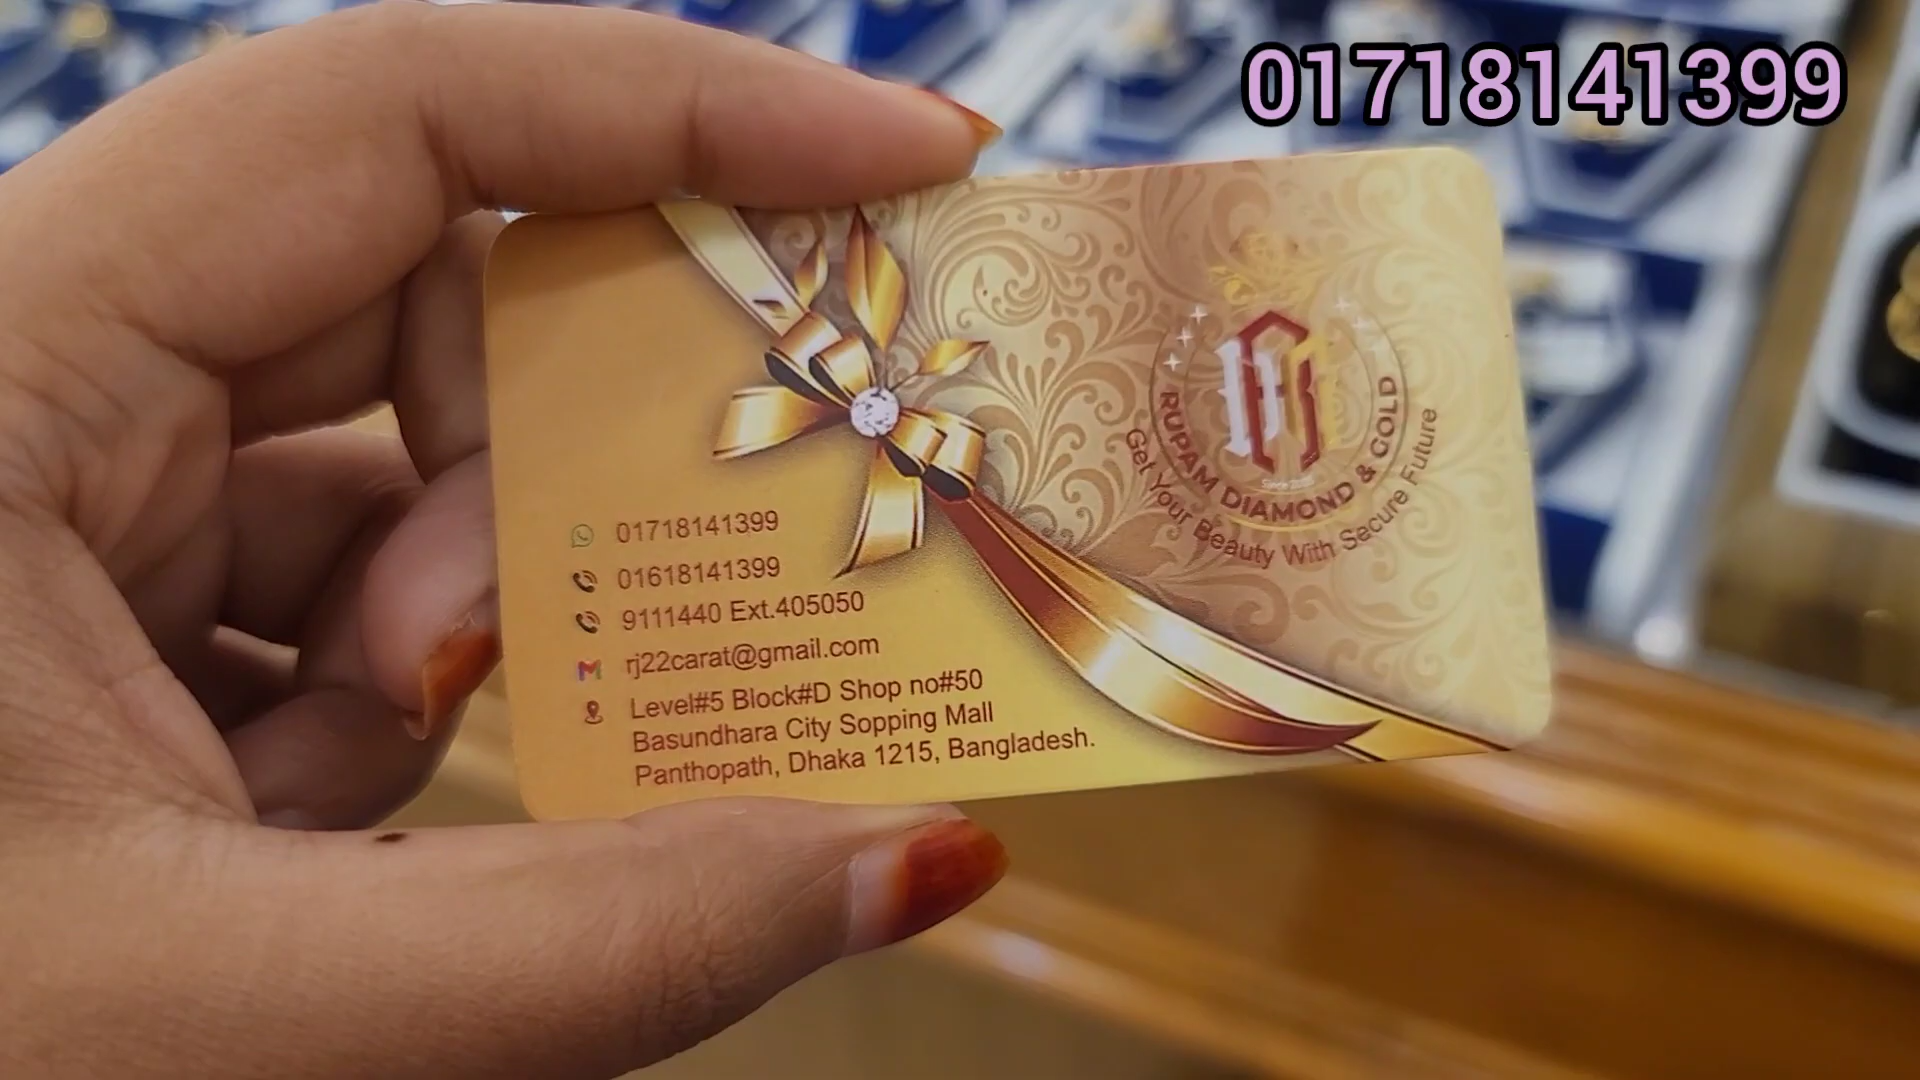 01718141399
RUPAM DIAMOND & GOLD
Get Your Beauty With Secure Future
01718141399
01618141399
9111440 Ext.405050
rj22carat@gmail.com
Level#5 Block#D Shop no#50
Basundhara City Sopping Mall
Panthopath, Dhaka 1215, Bangladesh.